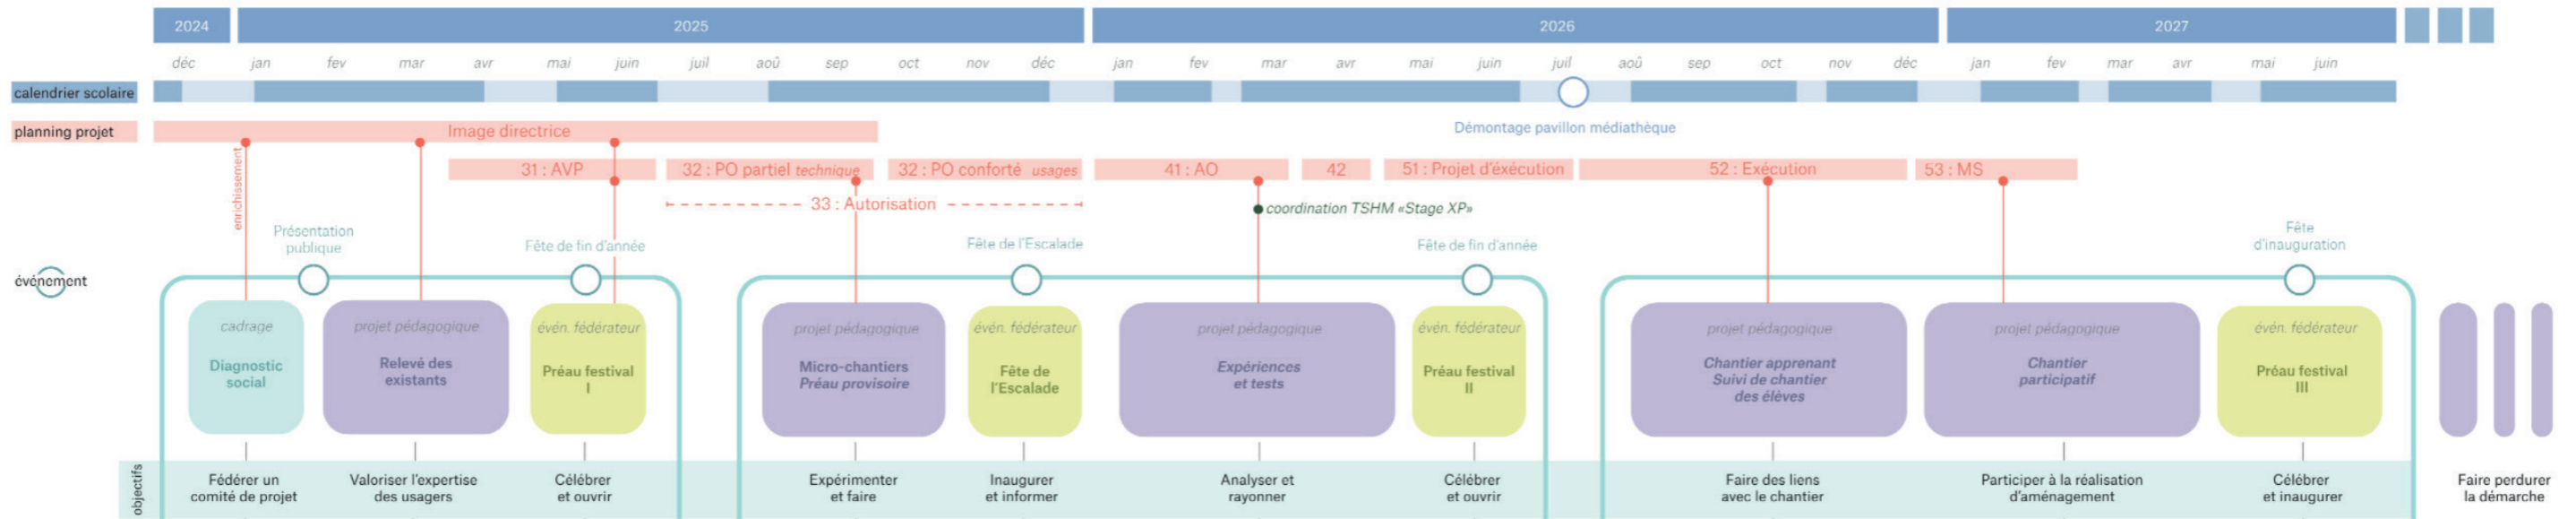 2024 2025 2026 2027
déc jan fev mar avr mai juin juil aoû sep oct nov déc jan fev mar avr mai juin juil aoû sep oct nov déc jan fev mar avr mai juin
calendrier scolaire
planning projet
Image directrice
Démontage pavillon médiathèque
enrichissement
31 : AVP
32 : PO partiel technique
32 : PO conforté usages
41 : AO
42
51 : Projet d'éxécution
52 : Exécution
53 : MS
33 : Autorisation
coordination TSHM «Stage XP»
événement
Présentation
publique
Fête de fin d'année
Fête de l'Escalade
Fête de fin d'année
Fête
d'inauguration
cadrage
Diagnostic
social
projet pédagogique
Relevé des
existants
évén. fédérateur
Préau festival
I
projet pédagogique
Micro-chantiers
Préau provisoire
évén. fédérateur
Fête de
l'Escalade
projet pédagogique
Expériences
et tests
évén. fédérateur
Préau festival
II
projet pédagogique
Chantier apprenant
Suivi de chantier
des élèves
projet pédagogique
Chantier
participatif
évén. fédérateur
Préau festival
III
objectifs
Fédérer un
comité de projet
Valoriser l'expertise
des usagers
Célébrer
et ouvrir
Expérimenter
et faire
Inaugurer
et informer
Analyser et
rayonner
Célébrer
et ouvrir
Faire des liens
avec le chantier
Participer à la réalisation
d'aménagement
Célébrer
et inaugurer
Faire perdurer
la démarche